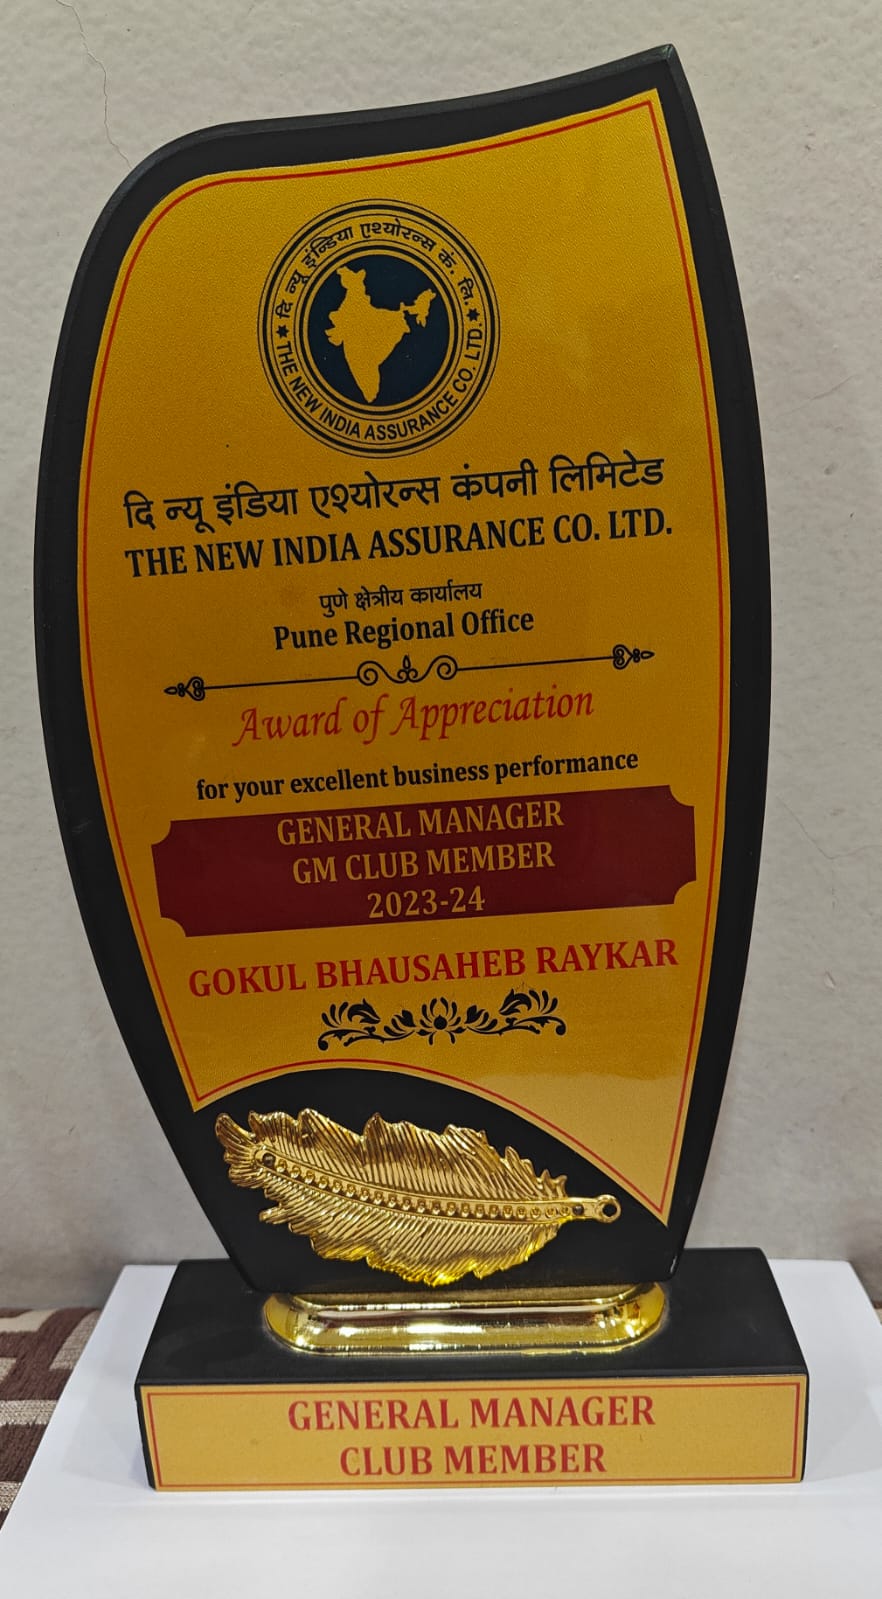 दि न्यू इंडिया एश्योरन्स कं. लि.
THE NEW INDIA ASSURANCE CO. LTD.
दि न्यू इंडिया एश्योरन्स कंपनी लिमिटेड
THE NEW INDIA ASSURANCE CO. LTD.
पुणे क्षेत्रीय कार्यालय
Pune Regional Office
Award of Appreciation
for your excellent business performance
GENERAL MANAGER
GM CLUB MEMBER
2023-24
GOKUL BHAUSAHEB RAYKAR
GENERAL MANAGER
CLUB MEMBER